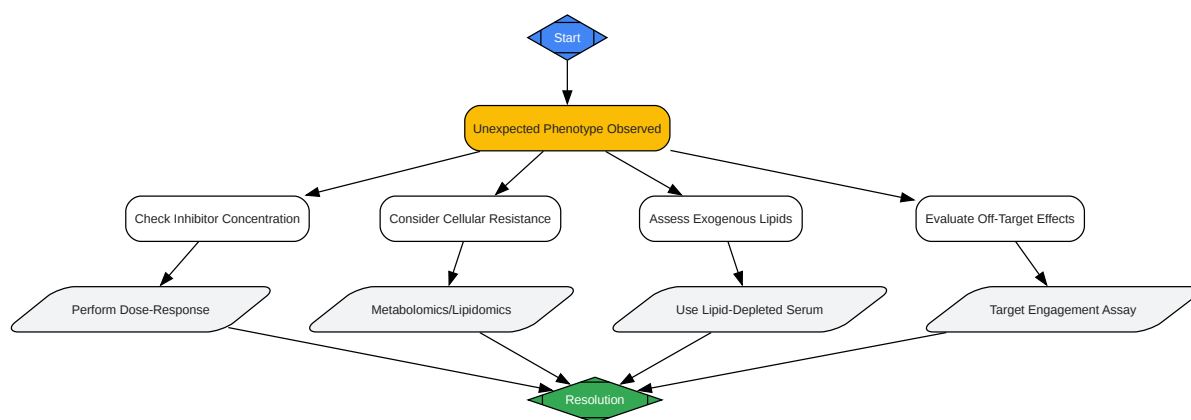 Start
Unexpected Phenotype Observed
Check Inhibitor Concentration
Consider Cellular Resistance
Assess Exogenous Lipids
Evaluate Off-Target Effects
Perform Dose-Response
Metabolomics/Lipidomics
Use Lipid-Depleted Serum
Target Engagement Assay
Resolution